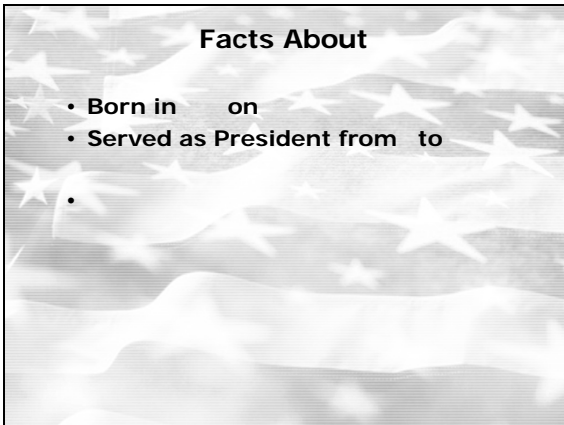 Facts About
• Born in on
• Served as President from to
•